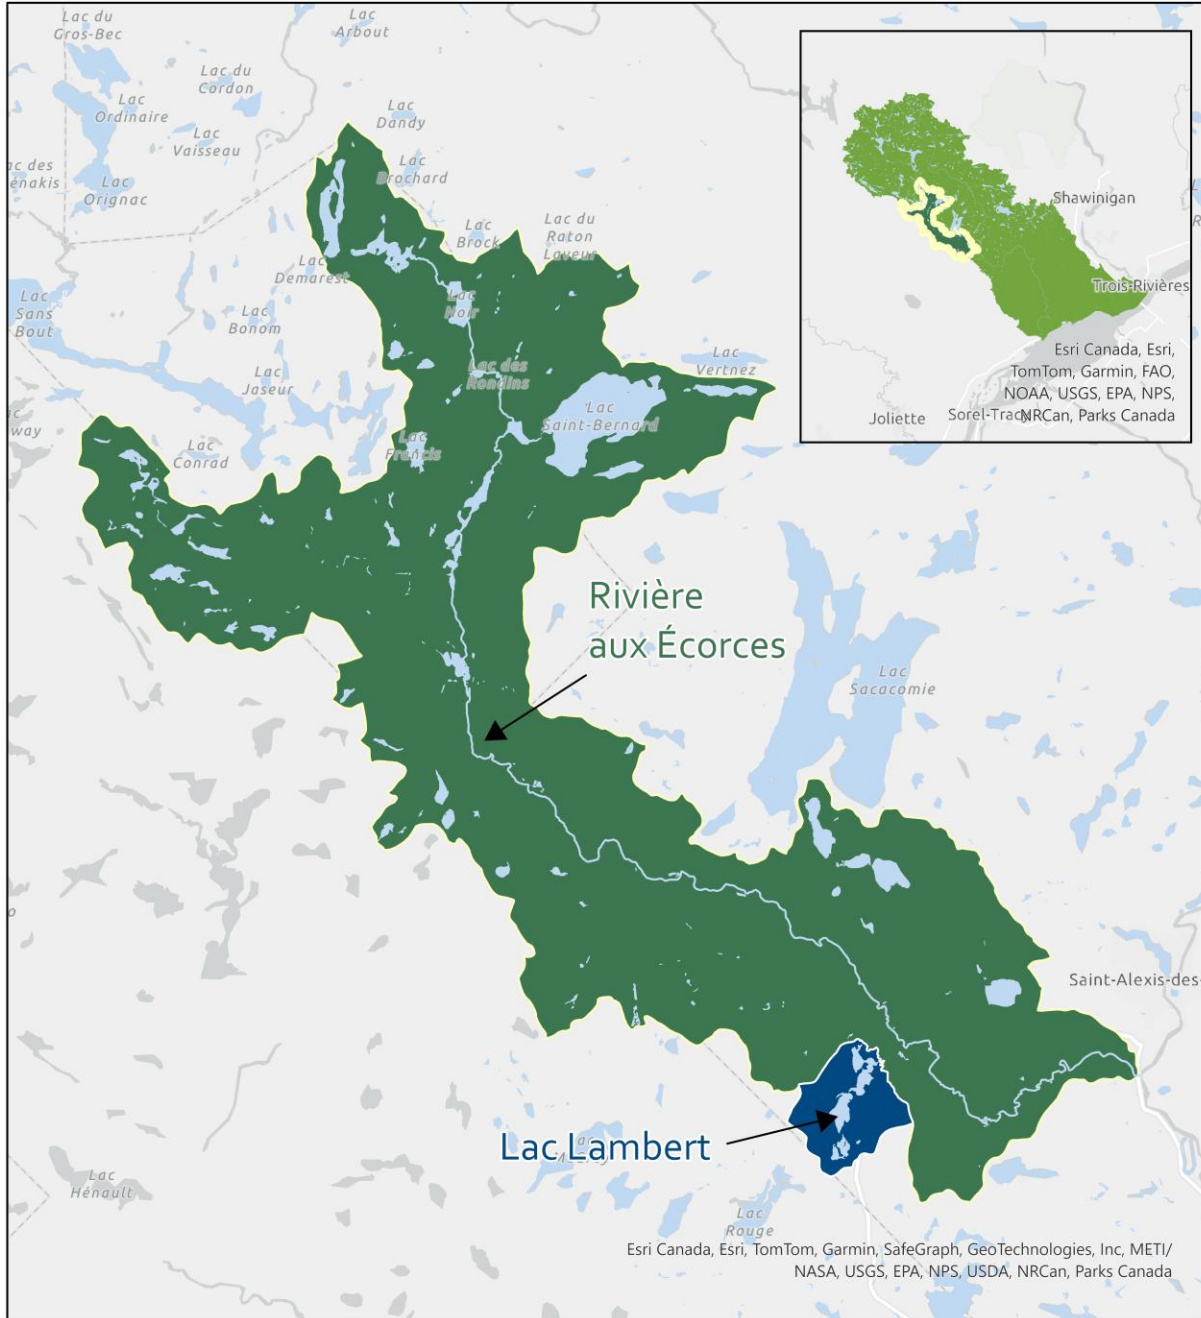 Lac du
Gros-Bec
Lac
Arbout
Lac du
Cordon
Lac
Ordinaire
Lac
Vaisseau
Lac
Dandy
Lac
Brochard
Lac
Orignac
Lac
Brock
Lac du
Raton
Laveur
Lac
Demarest
Lac
Sans
Bout
Lac
Bonom
Lac
Noir
Lac
Jaseur
Lac des
Rondins
Lac
Vertnez
Lac
Saint-Bernard
Lac
Conrad
Lac
Francis
Shawinigan
Trois-Rivières
Joliette
Esri Canada, Esri,
TomTom, Garmin, FAO,
NOAA, USGS, EPA, NPS,
NRCan, Parks Canada
Rivière
aux Écorces
Lac
Sacacomie
Saint-Alexis-des-
Lac Lambert
Lac
Hénault
Lac
Rouge
Esri Canada, Esri, TomTom, Garmin, SafeGraph, GeoTechnologies, Inc, METI/
NASA, USGS, EPA, NPS, USDA, NRCan, Parks Canada